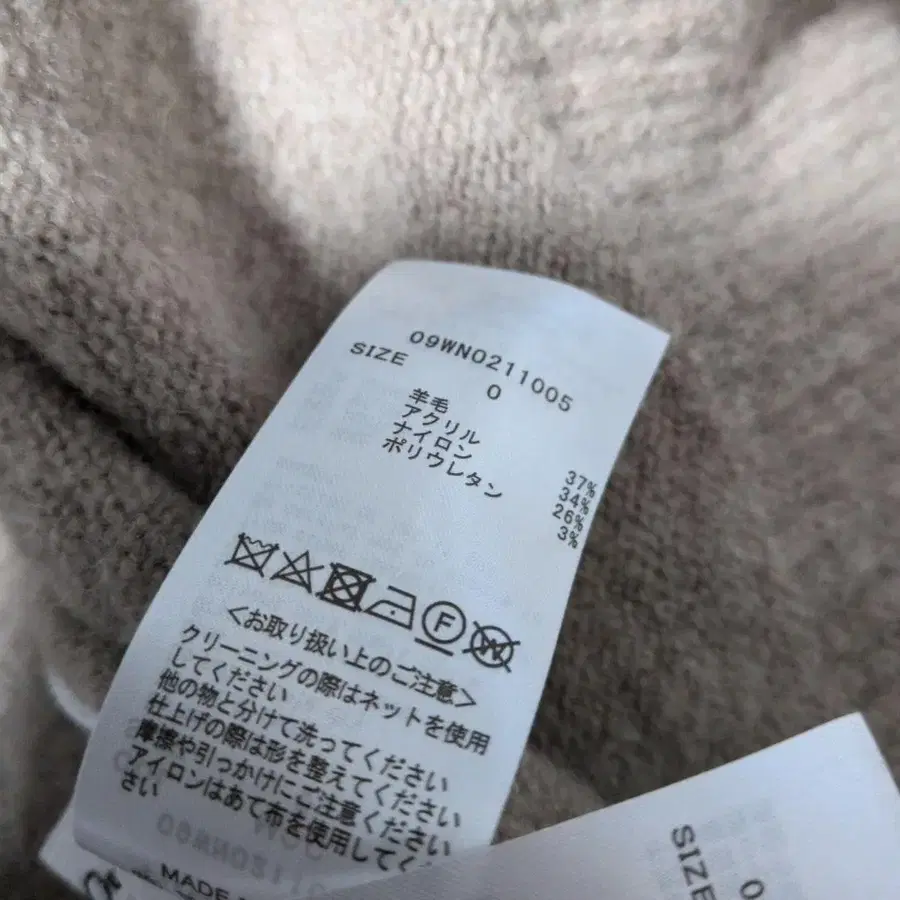 09WNO211005
SIZE 0
羊毛 37%
アクリル 34%
ナイロン 26%
ポリウレタン 3%
F
W
<お取り扱い上のご注意>
クリーニングの際はネットを使用
してください
他の物と分けて洗ってください
仕上げの際は形を整えてください
摩擦や引っかけにご注意ください
アイロンはあて布を使用してくだ
さい
MADE
SIZE 0